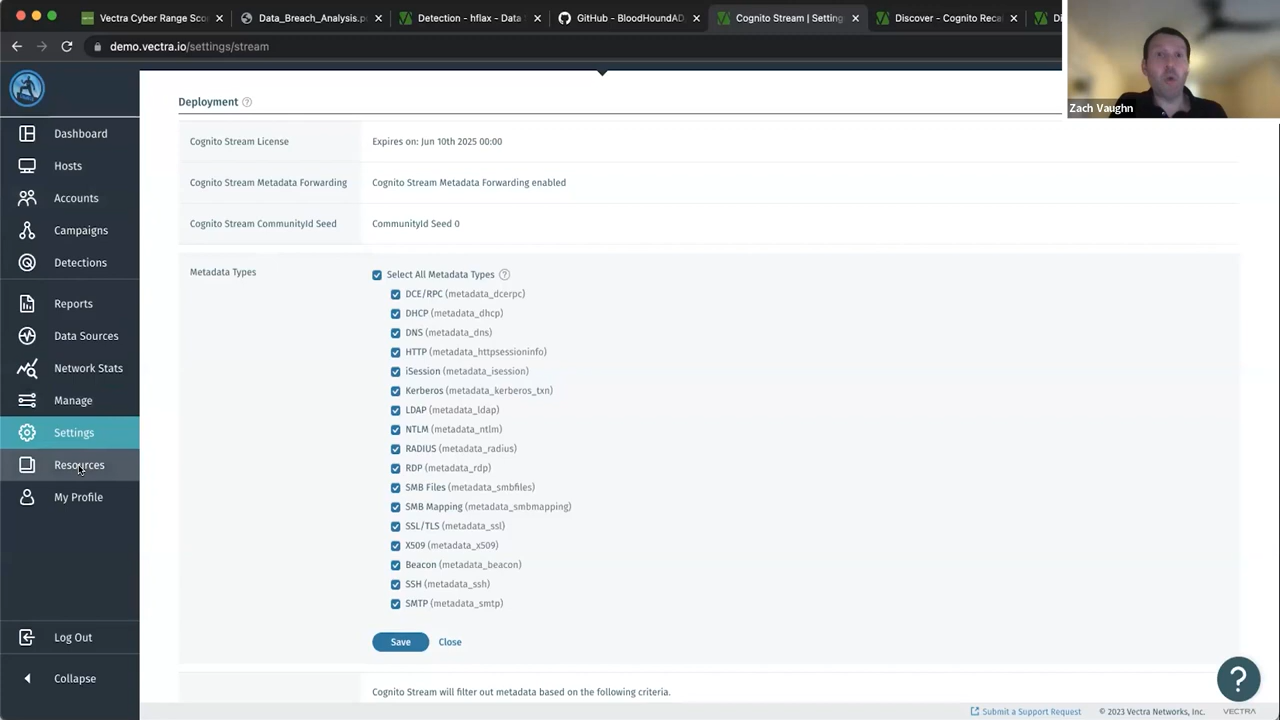 Vectra Cyber Range Sco
Data_Breach_Analysis.p
Detection - hflax - Data
GitHub - BloodHoundAD
Cognito Stream | Setting
Discover - Cognito Reca
Di
demo.vectra.io/settings/stream
Zach Vaughn
Dashboard
Hosts
Accounts
Campaigns
Detections
Reports
Data Sources
Network Stats
Manage
Settings
Resources
My Profile
Log Out
Collapse
Deployment ?
Cognito Stream License
Expires on: Jun 10th 2025 00:00
Cognito Stream Metadata Forwarding
Cognito Stream Metadata Forwarding enabled
Cognito Stream CommunityId Seed
CommunityId Seed 0
Metadata Types
Select All Metadata Types ?
DCE/RPC (metadata_dcerpc)
DHCP (metadata_dhcp)
DNS (metadata_dns)
HTTP (metadata_httpsessioninfo)
iSession (metadata_isession)
Kerberos (metadata_kerberos_txn)
LDAP (metadata_ldap)
NTLM (metadata_ntlm)
RADIUS (metadata_radius)
RDP (metadata_rdp)
SMB Files (metadata_smbfiles)
SMB Mapping (metadata_smbmapping)
SSL/TLS (metadata_ssl)
X509 (metadata_x509)
Beacon (metadata_beacon)
SSH (metadata_ssh)
SMTP (metadata_smtp)
Save
Close
Cognito Stream will filter out metadata based on the following criteria.
?
Submit a Support Request
© 2023 Vectra Networks, Inc.
VECTRA